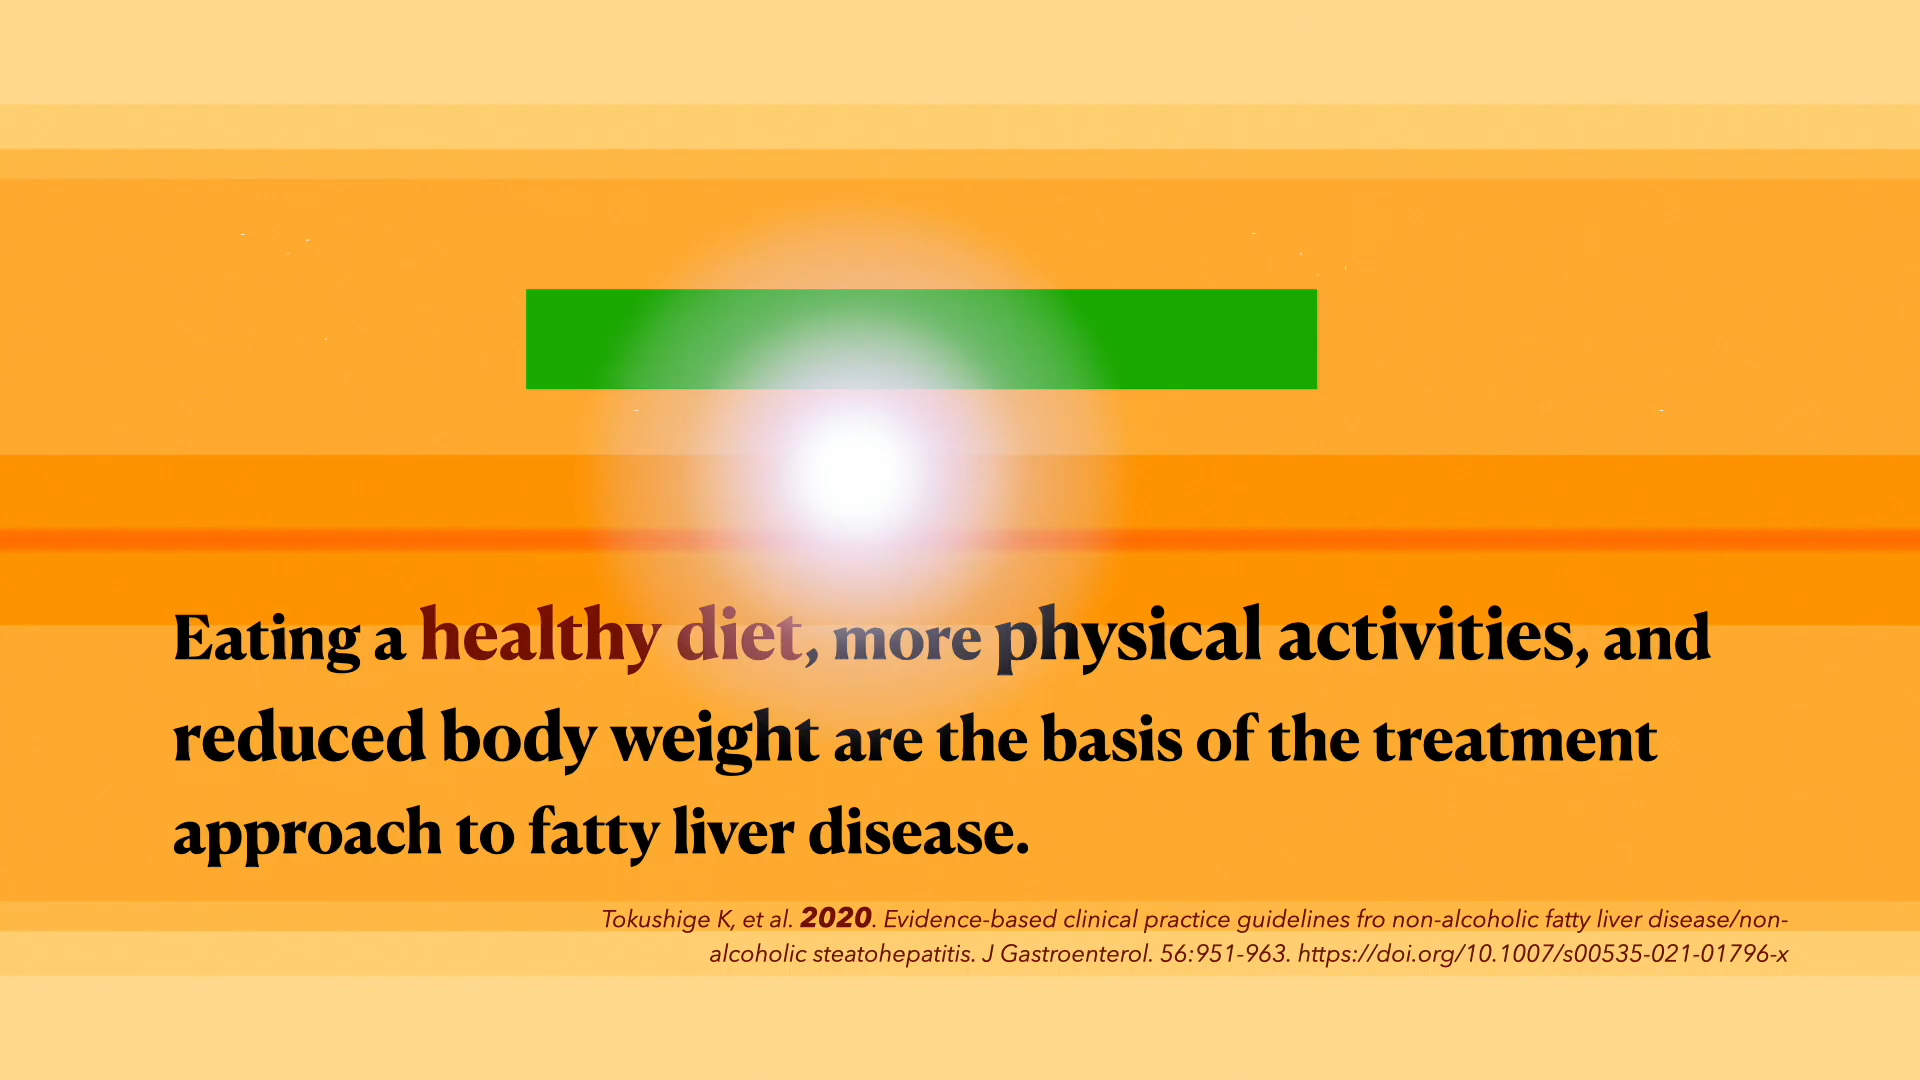 Eating a healthy diet, more physical activities, and
reduced body weight are the basis of the treatment
approach to fatty liver disease.
Tokushige K, et al. 2020. Evidence-based clinical practice guidelines fro non-alcoholic fatty liver disease/non-
alcoholic steatohepatitis. J Gastroenterol. 56:951-963. https://doi.org/10.1007/s00535-021-01796-x